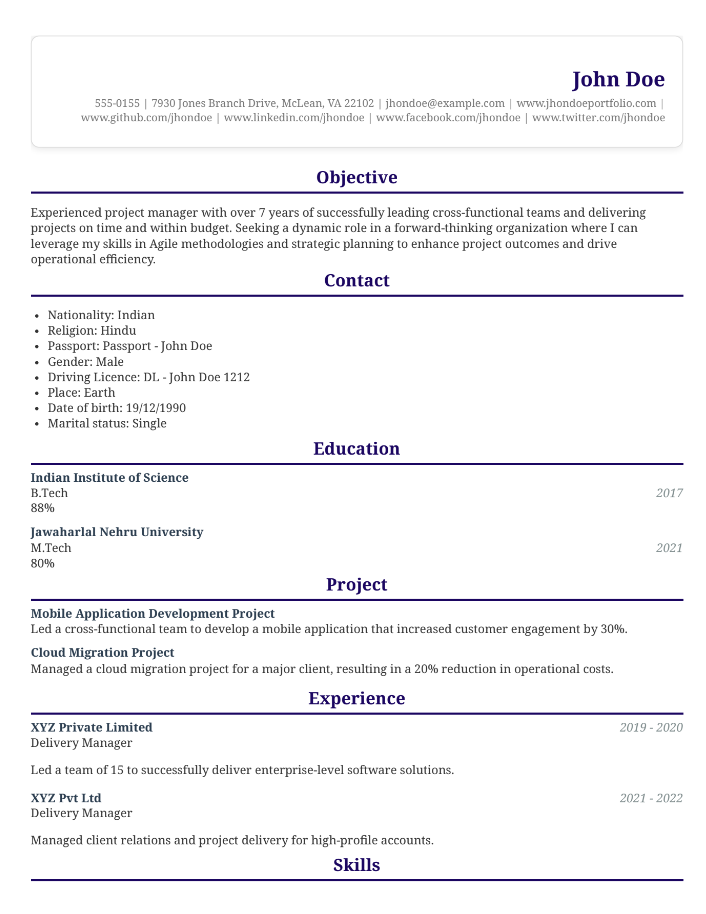 John Doe
555-0155 | 7930 Jones Branch Drive, McLean, VA 22102 | jhondoe@example.com | www.jhondoeportfolio.com |
www.github.com/jhondoe | www.linkedin.com/jhondoe | www.facebook.com/jhondoe | www.twitter.com/jhondoe
Objective
Experienced project manager with over 7 years of successfully leading cross-functional teams and delivering
projects on time and within budget. Seeking a dynamic role in a forward-thinking organization where I can
leverage my skills in Agile methodologies and strategic planning to enhance project outcomes and drive
operational efficiency.
Contact
• Nationality: Indian
• Religion: Hindu
• Passport: Passport - John Doe
• Gender: Male
• Driving Licence: DL - John Doe 1212
• Place: Earth
• Date of birth: 19/12/1990
• Marital status: Single
Education
Indian Institute of Science
B.Tech 2017
88%
Jawaharlal Nehru University
M.Tech 2021
80%
Project
Mobile Application Development Project
Led a cross-functional team to develop a mobile application that increased customer engagement by 30%.
Cloud Migration Project
Managed a cloud migration project for a major client, resulting in a 20% reduction in operational costs.
Experience
XYZ Private Limited 2019 - 2020
Delivery Manager
Led a team of 15 to successfully deliver enterprise-level software solutions.
XYZ Pvt Ltd 2021 - 2022
Delivery Manager
Managed client relations and project delivery for high-profile accounts.
Skills